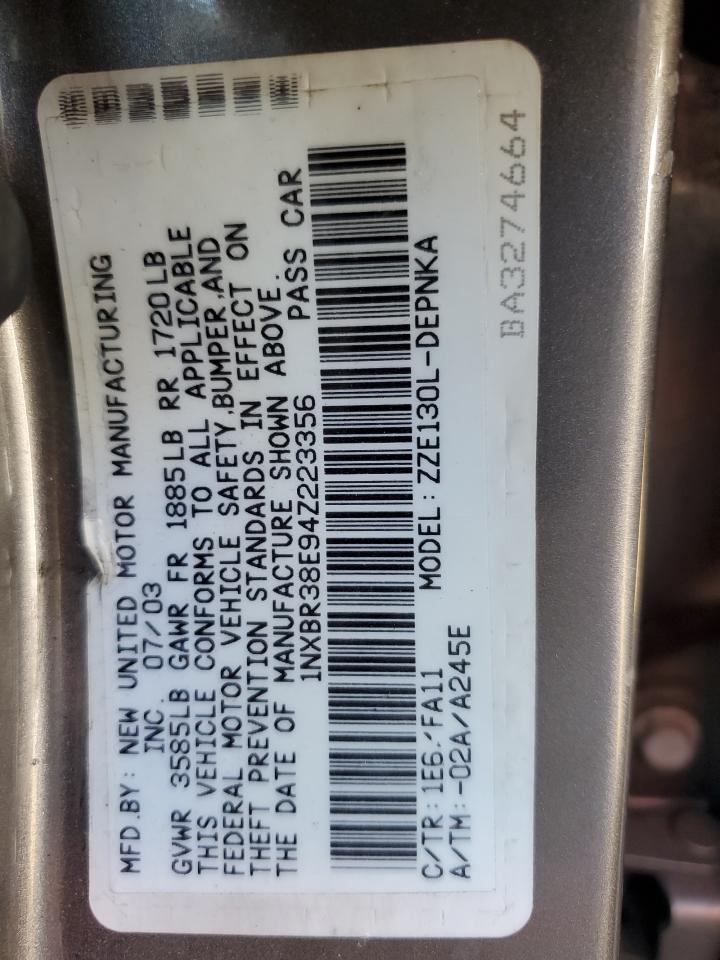 MFD.BY: NEW UNITED MOTOR MANUFACTURING
INC. 07/03
GVWR 3585LB GAWR FR 1885LB RR 1720LB
THIS VEHICLE CONFORMS TO ALL APPLICABLE
FEDERAL MOTOR VEHICLE SAFETY,BUMPER,AND
THEFT PREVENTION STANDARDS IN EFFECT ON
THE DATE OF MANUFACTURE SHOWN ABOVE.
1NXBR38E94Z223356 PASS CAR
C/TR:1E6/FA11 MODEL:ZZE130L-DEPNKA
A/TM:-02A/A245E
BA3274664